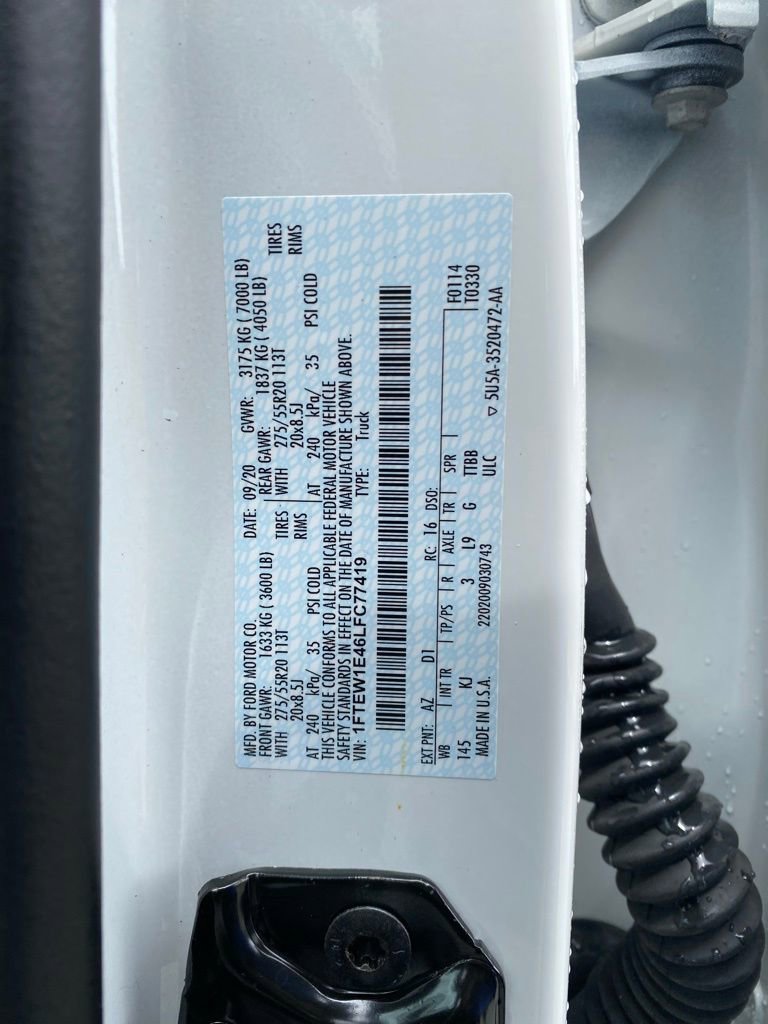 MFD. BY FORD MOTOR CO. DATE: 09/20 GVWR: 3175 KG ( 7000 LB)
FRONT GAWR: 1633 KG ( 3600 LB) REAR GAWR: 1837 KG ( 4050 LB)
WITH 275/55R20 113T TIRES WITH 275/55R20 113T TIRES
20x8.5J RIMS 20x8.5J RIMS
AT 240 kPa/ 35 PSI COLD AT 240 kPa/ 35 PSI COLD
THIS VEHICLE CONFORMS TO ALL APPLICABLE FEDERAL MOTOR VEHICLE
SAFETY STANDARDS IN EFFECT ON THE DATE OF MANUFACTURE SHOWN ABOVE.
VIN: 1FTEW1E46LFC77419 TYPE: Truck
EXT PNT: AZ D1 RC: 16 DSO:
WB INT TR TP/PS R AXLE TR SPR F0114
145 KJ 3 L9 G TTBB T0330
MADE IN U.S.A. 2202009030743 ULC ▽ 5U5A-3520472-AA